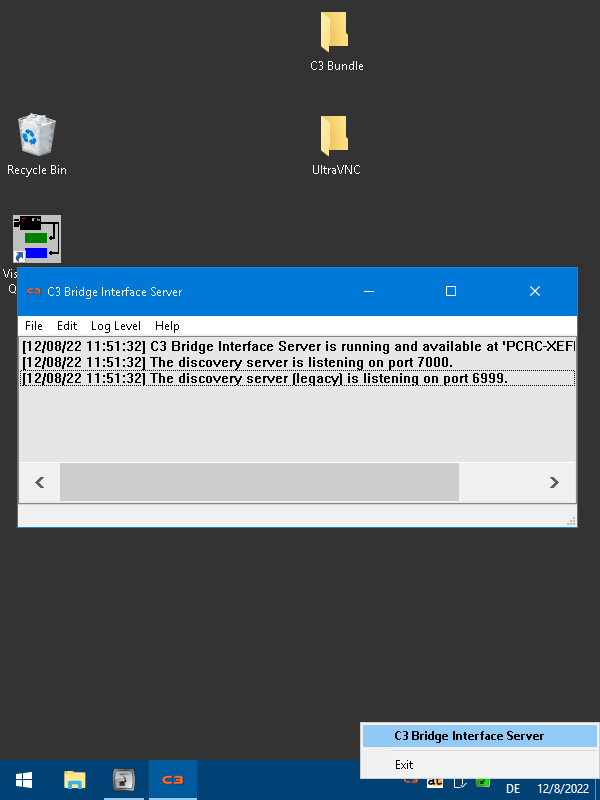 C3 Bundle
Recycle Bin
UltraVNC
Vis
Q
C3 C3 Bridge Interface Server
File Edit Log Level Help
[12/08/22 11:51:32] C3 Bridge Interface Server is running and available at 'PCRC-XEF
[12/08/22 11:51:32] The discovery server is listening on port 7000.
[12/08/22 11:51:32] The discovery server (legacy) is listening on port 6999.
C3 Bridge Interface Server
Exit
C3
DE 12/8/2022